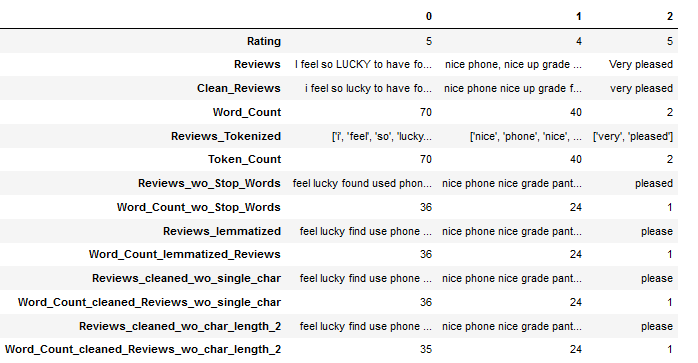 0 1 2
Rating 5 4 5
Reviews I feel so LUCKY to have fo... nice phone, nice up grade ... Very pleased
Clean_Reviews i feel so lucky to have fo... nice phone nice up grade f... very pleased
Word_Count 70 40 2
Reviews_Tokenized ['i', 'feel', 'so', 'lucky... ['nice', 'phone', 'nice', ... ['very', 'pleased']
Token_Count 70 40 2
Reviews_wo_Stop_Words feel lucky found used phon... nice phone nice grade pant... pleased
Word_Count_wo_Stop_Words 36 24 1
Reviews_lemmatized feel lucky find use phone ... nice phone nice grade pant... please
Word_Count_lemmatized_Reviews 36 24 1
Reviews_cleaned_wo_single_char feel lucky find use phone ... nice phone nice grade pant... please
Word_Count_cleaned_Reviews_wo_single_char 36 24 1
Reviews_cleaned_wo_char_length_2 feel lucky find use phone ... nice phone nice grade pant... please
Word_Count_cleaned_Reviews_wo_char_length_2 35 24 1